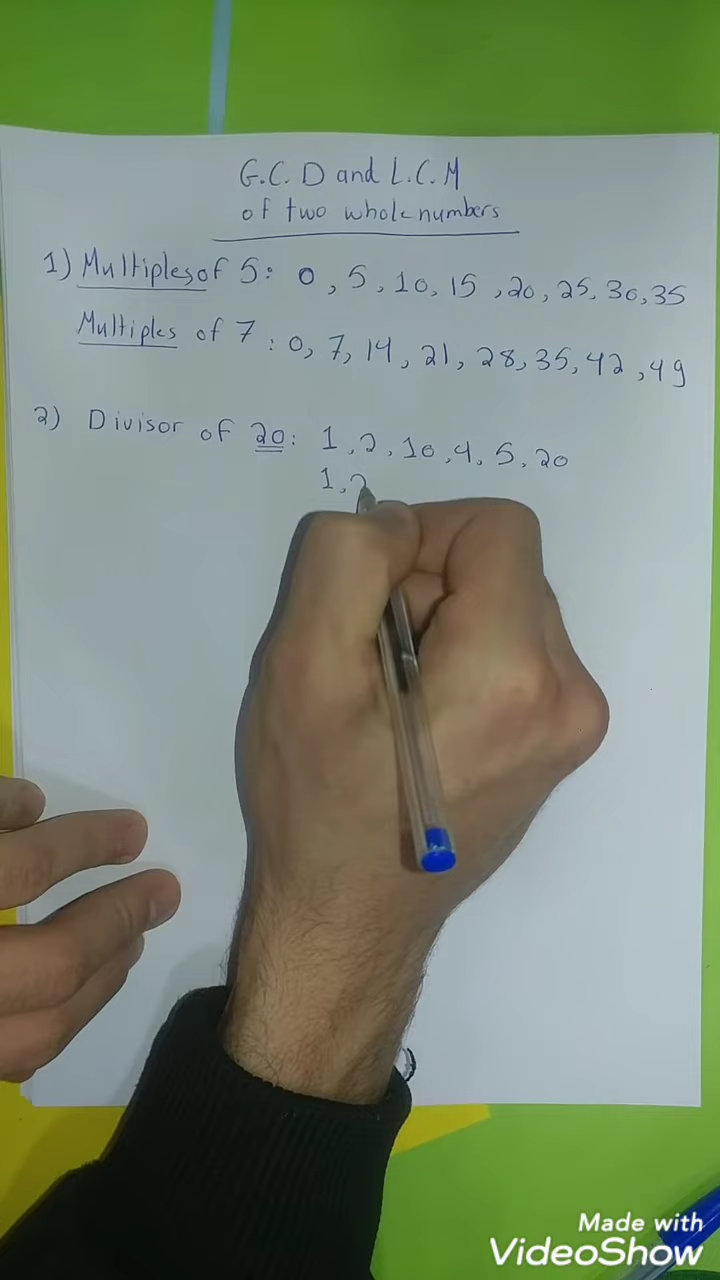 G.C.D and L.C.M
of two whole numbers
1) Multiples of 5: 0, 5, 10, 15, 20, 25, 30, 35
Multiples of 7: 0, 7, 14, 21, 28, 35, 42, 49
2) Divisor of 20: 1, 2, 10, 4, 5, 20
1, 2
Made with
VideoShow